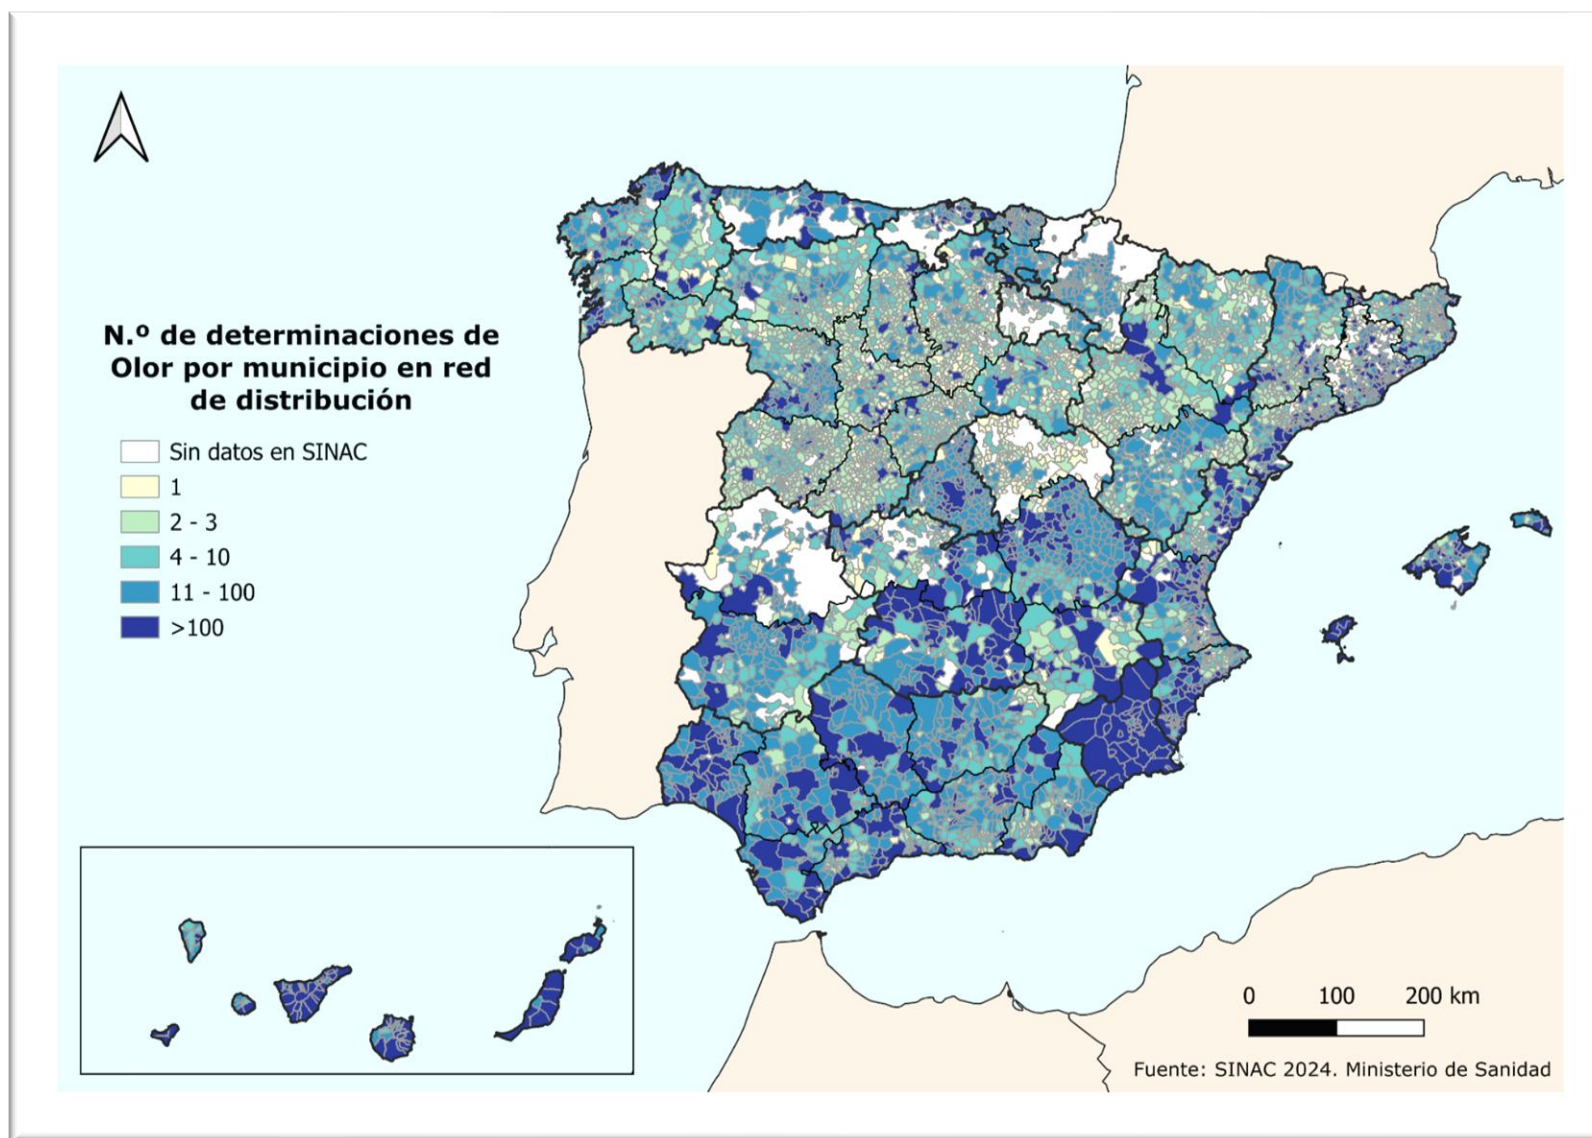 N.º de determinaciones de
Olor por municipio en red
de distribución
Sin datos en SINAC
1
2 - 3
4 - 10
11 - 100
>100
0 100 200 km
Fuente: SINAC 2024. Ministerio de Sanidad